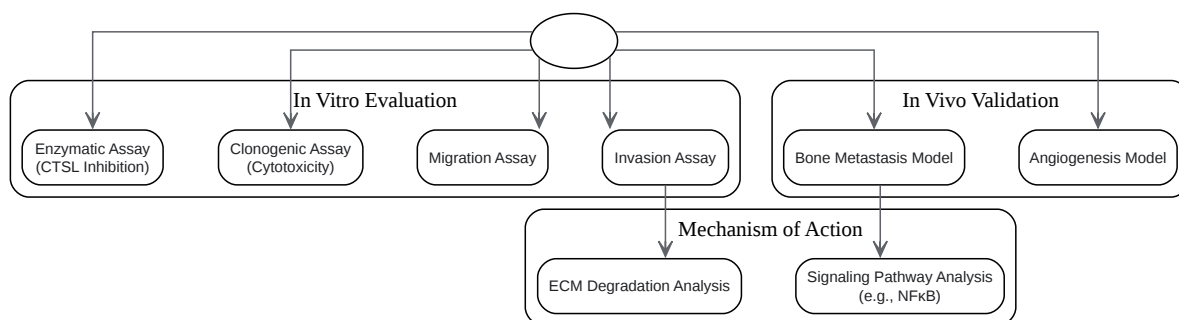 In Vitro Evaluation
In Vivo Validation
Enzymatic Assay
(CTSL Inhibition)
Clonogenic Assay
(Cytotoxicity)
Migration Assay
Invasion Assay
Bone Metastasis Model
Angiogenesis Model
Mechanism of Action
ECM Degradation Analysis
Signaling Pathway Analysis
(e.g., NFκB)